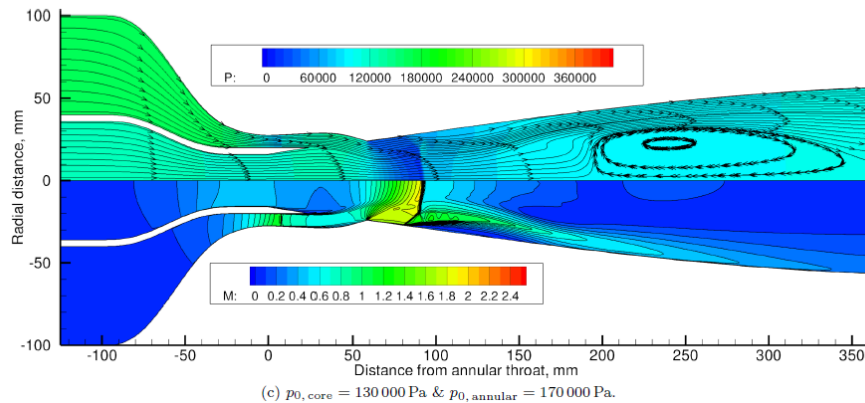 100
50
0
-50
-100
Radial distance, mm
P: 0 60000 120000 180000 240000 300000 360000
M: 0 0.2 0.4 0.6 0.8 1 1.2 1.4 1.6 1.8 2 2.2 2.4
-100 -50 0 50 100 150 200 250 300 350
Distance from annular throat, mm
(c) p0, core = 130 000 Pa & p0, annular = 170 000 Pa.